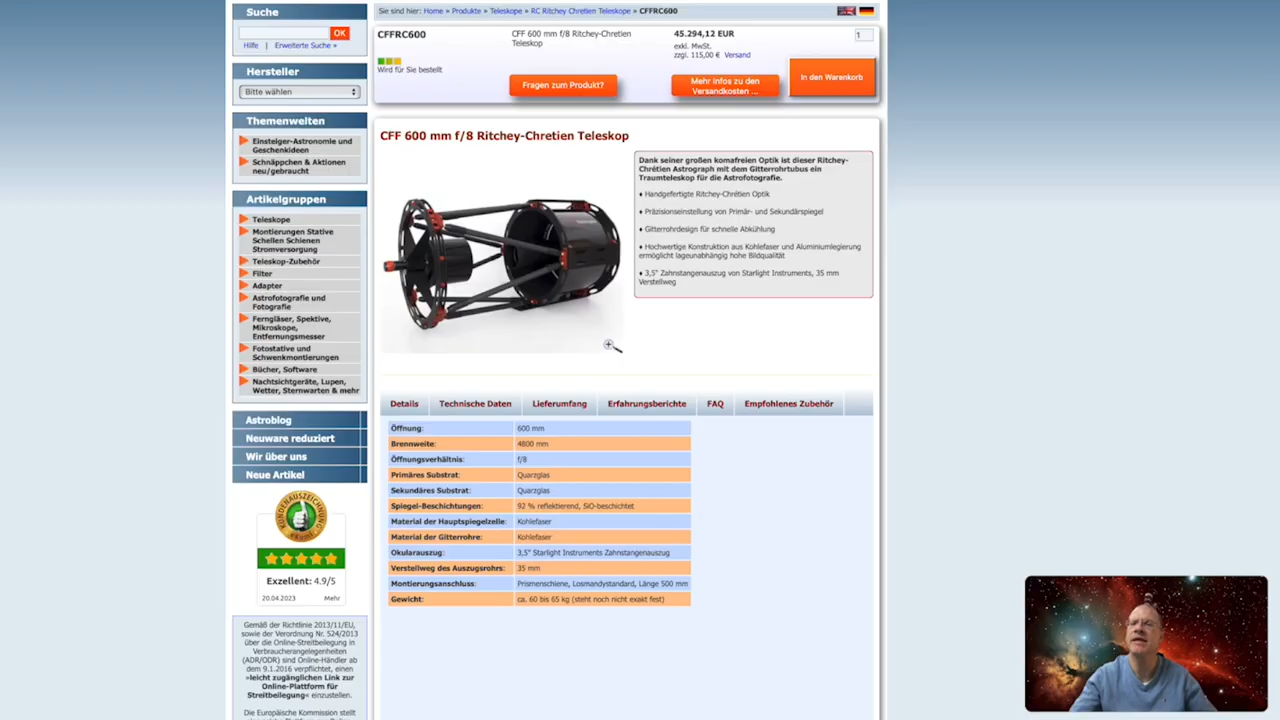 Suche
OK
Hilfe | Erweiterte Suche »
Hersteller
Bitte wählen
Themenwelten
Einsteiger-Astronomie und
Geschenkideen
Schnäppchen & Aktionen
neu/gebraucht
Artikelgruppen
Teleskope
Montierungen Stative
Schellen Schienen
Stromversorgung
Teleskop-Zubehör
Filter
Adapter
Astrofotografie und
Fotografie
Ferngläser, Spektive,
Mikroskope,
Entfernungsmesser
Fotostative und
Schwenkmontierungen
Bücher, Software
Nachtsichtgeräte, Lupen,
Wetter, Sternwarten & mehr
Astroblog
Neuware reduziert
Wir über uns
Neue Artikel
KUNDENAUSZEICHNUNG
eKomi
Exzellent: 4.9/5
20.04.2023 Mehr
Gemäß der Richtlinie 2013/11/EU,
sowie der Verordnung Nr. 524/2013
über die Online-Streitbeilegung in
Verbraucherangelegenheiten
(ADR/ODR) sind Online-Händler ab
dem 9.1.2016 verpflichtet, einen
»leicht zugänglichen Link zur
Online-Plattform für
Streitbeilegung« einzustellen.
Die Europäische Kommission stellt
Sie sind hier: Home » Produkte » Teleskope » RC Ritchey Chretien Teleskope » CFFRC600
CFFRC600
Wird für Sie bestellt
CFF 600 mm f/8 Ritchey-Chretien
Teleskop
Fragen zum Produkt?
45.294,12 EUR
exkl. MwSt.
zzgl. 115,00 € Versand
Mehr Infos zu den
Versandkosten ...
1
In den Warenkorb
CFF 600 mm f/8 Ritchey-Chretien Teleskop
Dank seiner großen komafreien Optik ist dieser Ritchey-
Chrétien Astrograph mit dem Gitterrohrtubus ein
Traumteleskop für die Astrofotografie.
♦ Handgefertigte Ritchey-Chrétien Optik
♦ Präzisionseinstellung von Primär- und Sekundärspiegel
♦ Gitterrohrdesign für schnelle Abkühlung
♦ Hochwertige Konstruktion aus Kohlefaser und Aluminiumlegierung
ermöglicht lageunabhängig hohe Bildqualität
♦ 3,5" Zahnstangenauszug von Starlight Instruments, 35 mm
Verstellweg
Details Technische Daten Lieferumfang Erfahrungsberichte FAQ Empfohlenes Zubehör
Öffnung: 600 mm
Brennweite: 4800 mm
Öffnungsverhältnis: f/8
Primäres Substrat: Quarzglas
Sekundäres Substrat: Quarzglas
Spiegel-Beschichtungen: 92 % reflektierend, SiO-beschichtet
Material der Hauptspiegelzelle: Kohlefaser
Material der Gitterrohre: Kohlefaser
Okularauszug: 3,5" Starlight Instruments Zahnstangenauszug
Verstellweg des Auszugsrohrs: 35 mm
Montierungsanschluss: Prismenschiene, Losmandystandard, Länge 500 mm
Gewicht: ca. 60 bis 65 kg (steht noch nicht exakt fest)